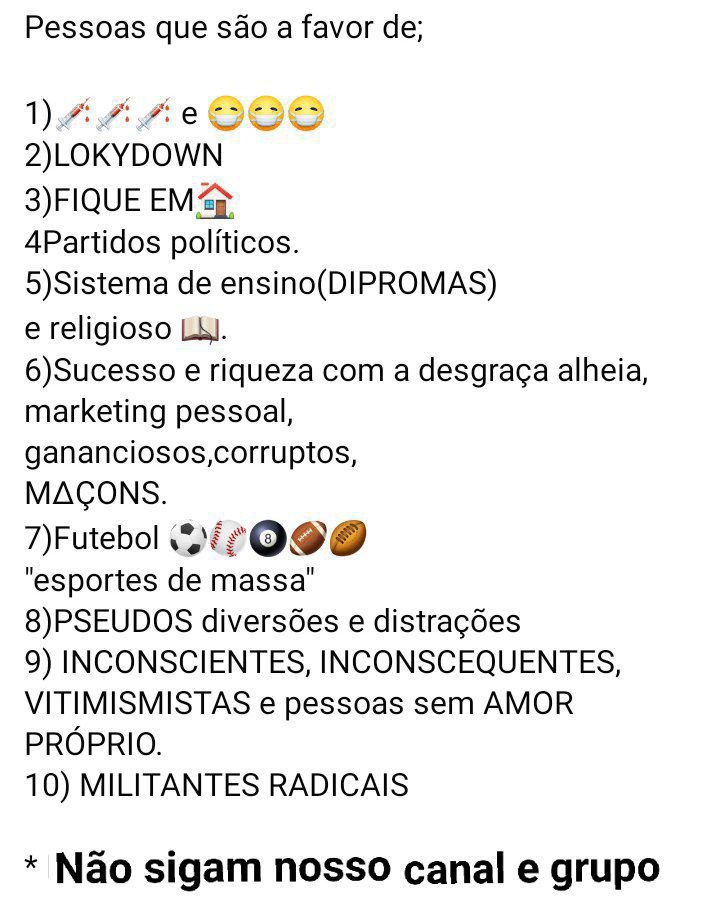 Pessoas que são a favor de;
1)💉💉💉 e 😷😷😷
2)LOKYDOWN
3)FIQUE EM🏠
4Partidos políticos.
5)Sistema de ensino(DIPROMAS)
e religioso 📖.
6)Sucesso e riqueza com a desgraça alheia,
marketing pessoal,
gananciosos,corruptos,
M∆ÇONS.
7)Futebol ⚽⚾🎱🏈🏉
"esportes de massa"
8)PSEUDOS diversões e distrações
9) INCONSCIENTES, INCONSCEQUENTES,
VITIMISMISTAS e pessoas sem AMOR
PRÓPRIO.
10) MILITANTES RADICAIS
* Não sigam nosso canal e grupo